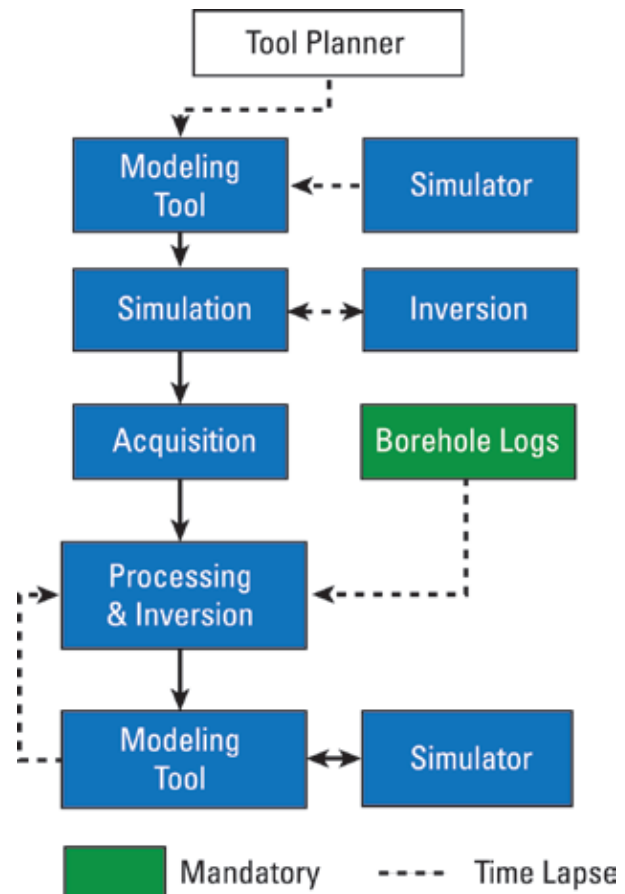 Tool Planner
Modeling
Tool
Simulator
Simulation
Inversion
Acquisition
Borehole Logs
Processing
& Inversion
Modeling
Tool
Simulator
Mandatory
Time Lapse